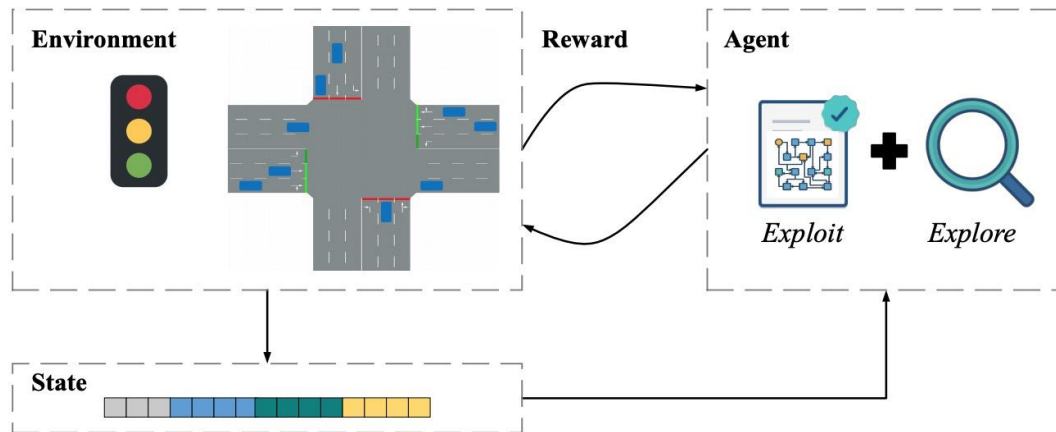 Environment
Reward
Agent
Exploit
Explore
State